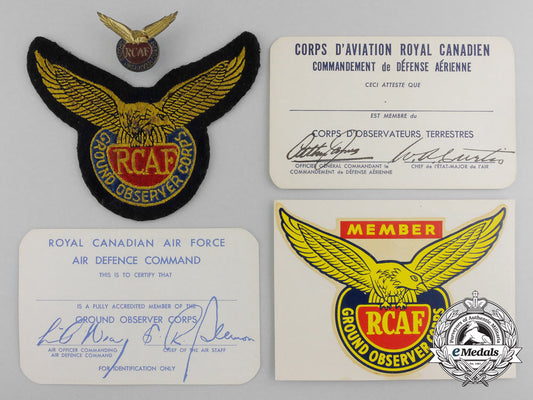 RCAF
RCAF
GROUND OBSERVER CORPS
CORPS D'AVIATION ROYAL CANADIEN
COMMANDEMENT de DÉFENSE AÉRIENNE
CECI ATTESTE QUE
EST MEMBRE du
CORPS D'OBSERVATEURS TERRESTRES
OFFICIER GÉNÉRAL COMMANDANT le
COMMANDEMENT de DÉFENSE AÉRIENNE
CHEF de l'ÉTAT-MAJOR de l'AIR
ROYAL CANADIAN AIR FORCE
AIR DEFENCE COMMAND
THIS IS TO CERTIFY THAT
IS A FULLY ACCREDITED MEMBER OF THE
GROUND OBSERVER CORPS
AIR OFFICER COMMANDING
AIR DEFENCE COMMAND
CHIEF OF THE AIR STAFF
FOR IDENTIFICATION ONLY
MEMBER
RCAF
GROUND OBSERVER CORPS
eMedals